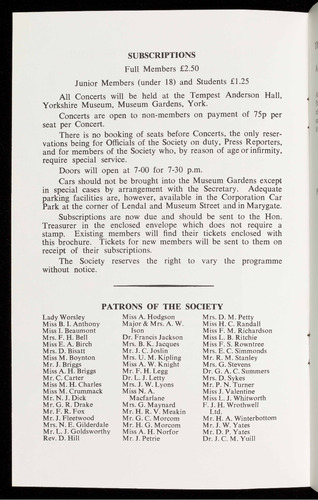 SUBSCRIPTIONS
Full Members £2.50
Junior Members (under 18) and Students £1.25
All Concerts will be held at the Tempest Anderson Hall,
Yorkshire Museum, Museum Gardens, York.
Concerts are open to non-members on payment of 75p per
seat per Concert.
There is no booking of seats before Concerts, the only reser-
vations being for Officials of the Society on duty, Press Reporters,
and for members of the Society who, by reason of age or infirmity,
require special service.
Doors will open at 7-00 for 7-30 p.m.
Cars should not be brought into the Museum Gardens except
in special cases by arrangement with the Secretary. Adequate
parking facilities are, however, available in the Corporation Car
Park at the corner of Lendal and Museum Street and in Marygate.
Subscriptions are now due and should be sent to the Hon.
Treasurer in the enclosed envelope which does not require a
stamp. Existing members will find their tickets enclosed with
this brochure. Tickets for new members will be sent to them on
receipt of their subscriptions.
The Society reserves the right to vary the programme
without notice.
PATRONS OF THE SOCIETY
Lady Worsley
Miss B. I. Anthony
Miss I. Beaumont
Mrs. F. H. Bell
Miss E. A. Birch
Mrs. D. Bisatt
Miss M. Boynton
Mr. J. Briggs
Miss A. H. Briggs
Mr. C. Carter
Miss M. H. Charles
Miss M. Crummack
Mr. N. J. Dick
Mr. G. R. Drake
Mr. F. R. Fox
Mr. J. Fleetwood
Mrs. N. E. Gilderdale
Mr. L. J. Goldsworthy
Rev. D. Hill
Miss A. Hodgson
Major & Mrs. A. W.
Ison
Dr. Francis Jackson
Mrs. B. K. Jacques
Mr. J. C. Joslin
Mrs. U. M. Kipling
Miss A. W. Knight
Mr. F. H. Legg
Dr. L. J. Letty
Mrs. J. W. Lyons
Miss N. A.
Macfarlane
Mrs. G. Maynard
Mr. H. R. V. Meakin
Mr. G. C. Morcom
Mr. H. G. Morcom
Miss A. H. Norfor
Mr. J. Petrie
Mrs. D. M. Petty
Miss H. C. Randall
Miss F. M. Richardson
Miss L. B. Ritchie
Miss F. S. Rowntree
Mrs. E. C. Simmonds
Mr. R. M. Stanley
Mrs. G. Stevens
Dr. G. A. C. Summers
Mrs. D. Sykes
Mr. P. N. Turner
Miss J. Valentine
Miss L. J. Whitworth
F. J. H. Wrothwell
Ltd.
Mr. H. A. Winterbottom
Mr. J. W. Yates
Mr. D. P. Yates
Dr. J. C. M. Yuill